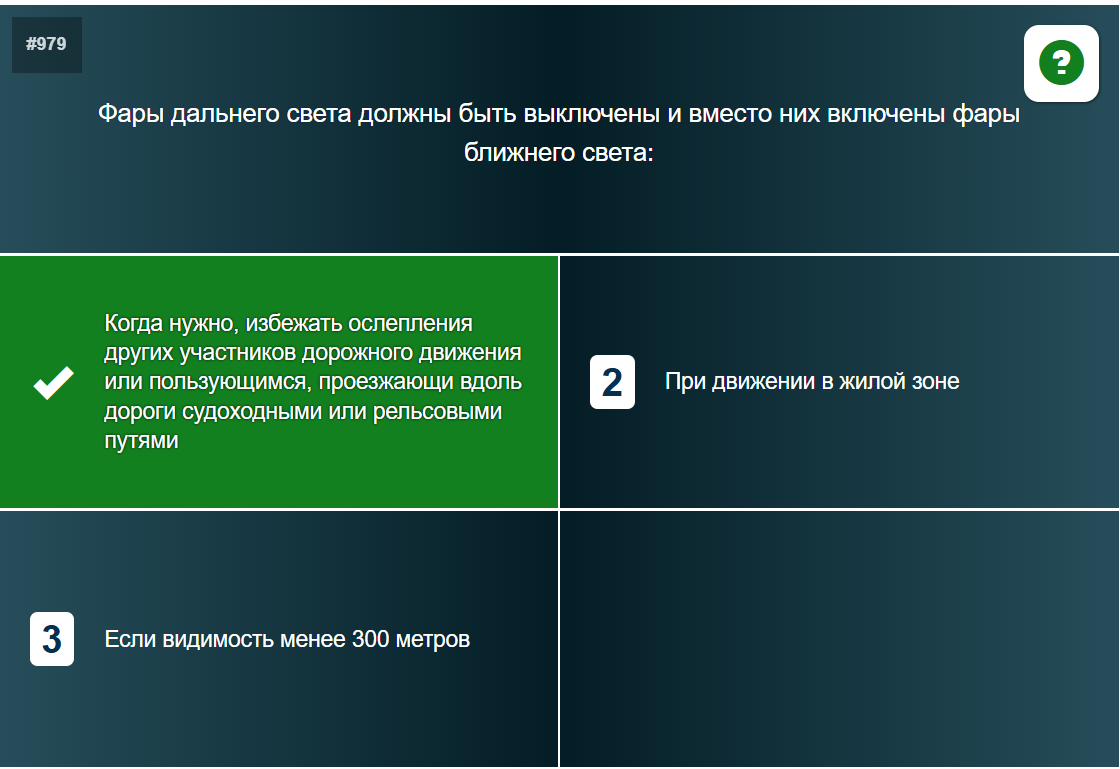 #979
?
Фары дальнего света должны быть выключены и вместо них включены фары
ближнего света:
Когда нужно, избежать ослепления
других участников дорожного движения
или пользующимся, проезжающи вдоль
дороги судоходными или рельсовыми
путями
2
При движении в жилой зоне
3
Если видимость менее 300 метров